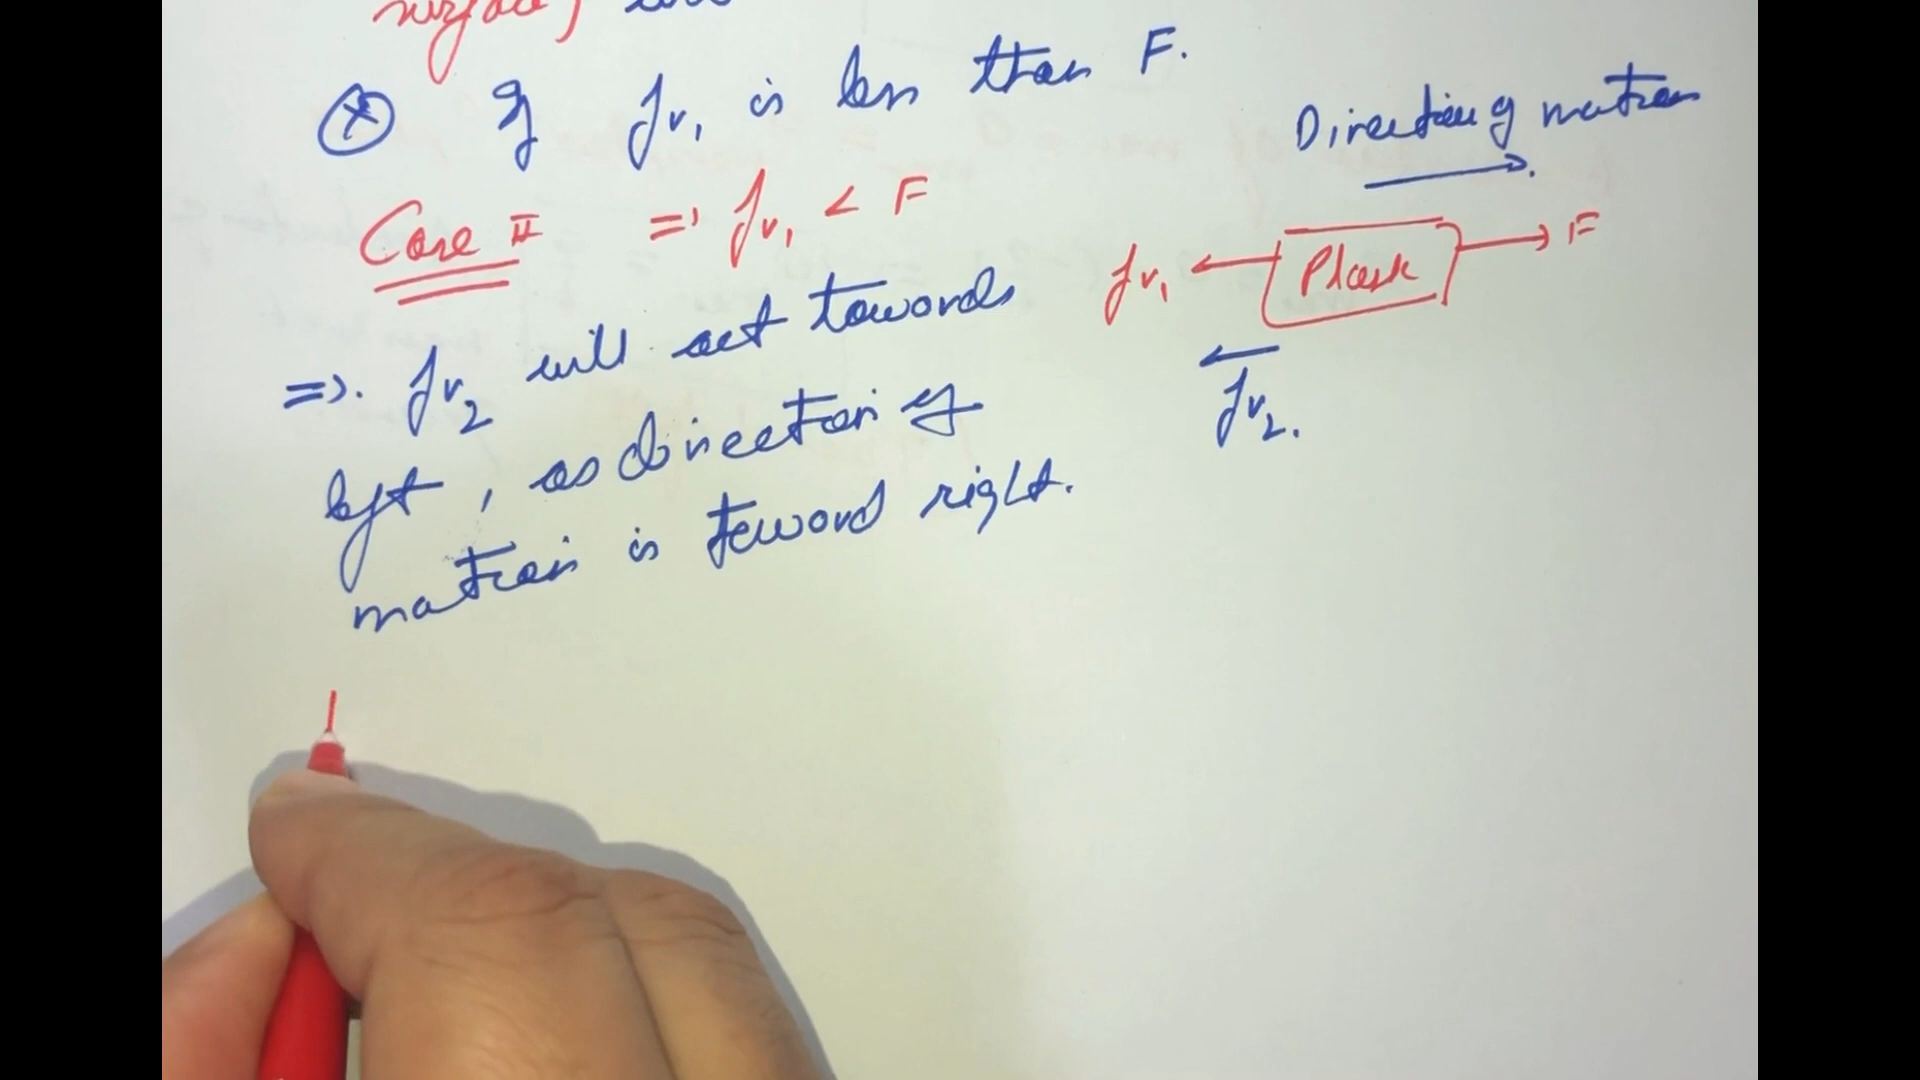 surface,
If fr₁ is less than F.
Case II => fr₁ < F
=>. fr₂ will act towards
left, as direction of
motion is toward right.
Direction of motion
fr₁ Plank F
fr₂.